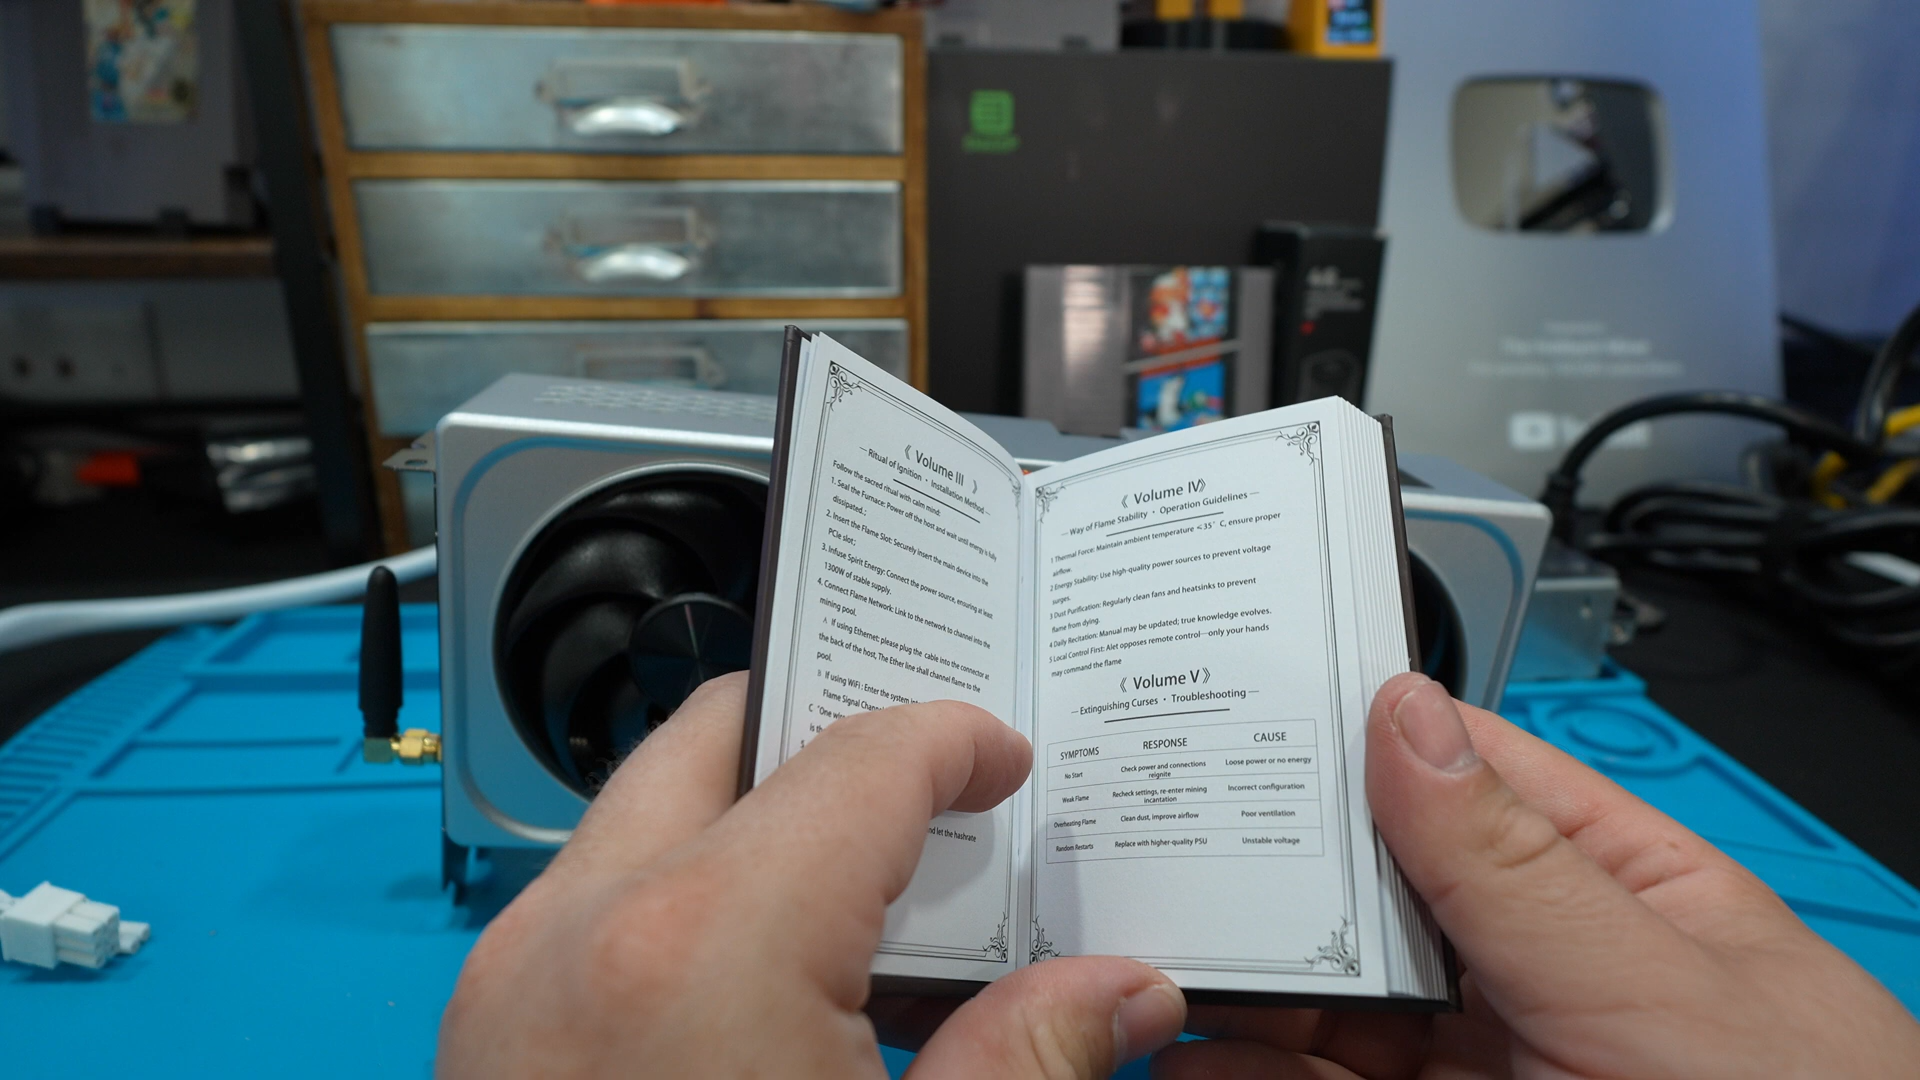 《 Volume III 》
—Ritual of Ignition • Installation Method—
Follow the sacred ritual with calm mind:
1. Seal the Furnace: Power off the host and wait until energy is fully
dissipated.;
2. Insert the Flame Slot: Securely insert the main device into the
PCIe slot;
3. Infuse Spirit Energy: Connect the power source, ensuring at least
1300W of stable supply.
4. Connect Flame Network: Link to the network to channel into the
mining pool.
A If using Ethernet: please plug the cable into the connector at
the back of the host, The Ether line shall channel flame to the
pool.
B If using WiFi : Enter the system
Flame Signal
C "One
is
and let the hashrate
《 Volume IV》
—Way of Flame Stability • Operation Guidelines—
1 Thermal Force: Maintain ambient temperature <35° C, ensure proper
airflow.
2 Energy Stability: Use high-quality power sources to prevent voltage
surges.
3 Dust Purification: Regularly clean fans and heatsinks to prevent
flame from dying.
4 Daily Recitation: Manual may be updated; true knowledge evolves.
5 Local Control First: Alet opposes remote control—only your hands
may command the flame
《 Volume V 》
—Extinguishing Curses • Troubleshooting—
SYMPTOMS RESPONSE CAUSE
No Start Check power and connections Loose power or no energy
reignite
Weak Flame Recheck settings, re-enter mining Incorrect configuration
incantation
Overheating Flame Clean dust, improve airflow Poor ventilation
Random Restarts Replace with higher-quality PSU Unstable voltage